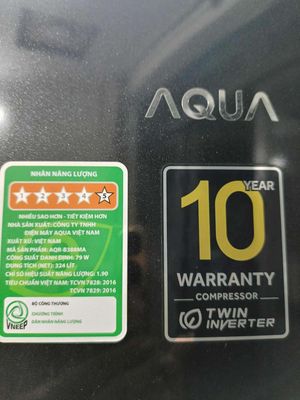 AQUA
NHÃN NĂNG LƯỢNG
1 2 3 4 5
NHIỀU SAO HƠN - TIẾT KIỆM HƠN
NHÀ SẢN XUẤT: CÔNG TY TNHH
ĐIỆN MÁY AQUA VIỆT NAM
XUẤT XỨ: VIỆT NAM
MÃ SẢN PHẨM: AQR-B388MA
CÔNG SUẤT DANH ĐỊNH: 79 W
DUNG TÍCH (NET): 324 LÍT
CHỈ SỐ HIỆU SUẤT NĂNG LƯỢNG: 1.90
TIÊU CHUẨN VIỆT NAM: TCVN 7828: 2016
TCVN 7829: 2016
VNEEP
BỘ CÔNG THƯƠNG
CHƯƠNG TRÌNH
DÁN NHÃN NĂNG LƯỢNG
10 YEAR
WARRANTY
COMPRESSOR
TWIN
INVERTER